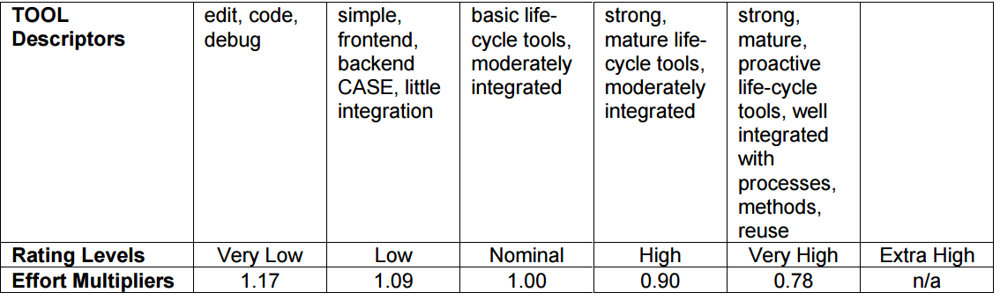 TOOL
Descriptors
edit, code,
debug
simple,
frontend,
backend
CASE, little
integration
basic life-
cycle tools,
moderately
integrated
strong,
mature life-
cycle tools,
moderately
integrated
strong,
mature,
proactive
life-cycle
tools, well
integrated
with
processes,
methods,
reuse
Rating Levels Very Low Low Nominal High Very High Extra High
Effort Multipliers 1.17 1.09 1.00 0.90 0.78 n/a